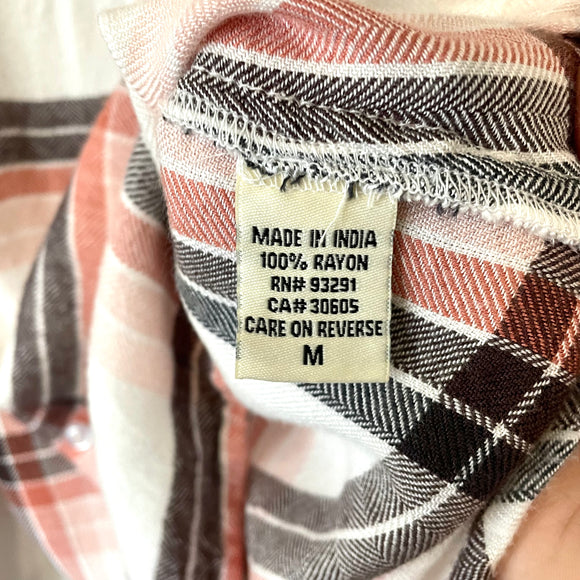 MADE IN INDIA
100% RAYON
RN# 93291
CA# 30605
CARE ON REVERSE
M